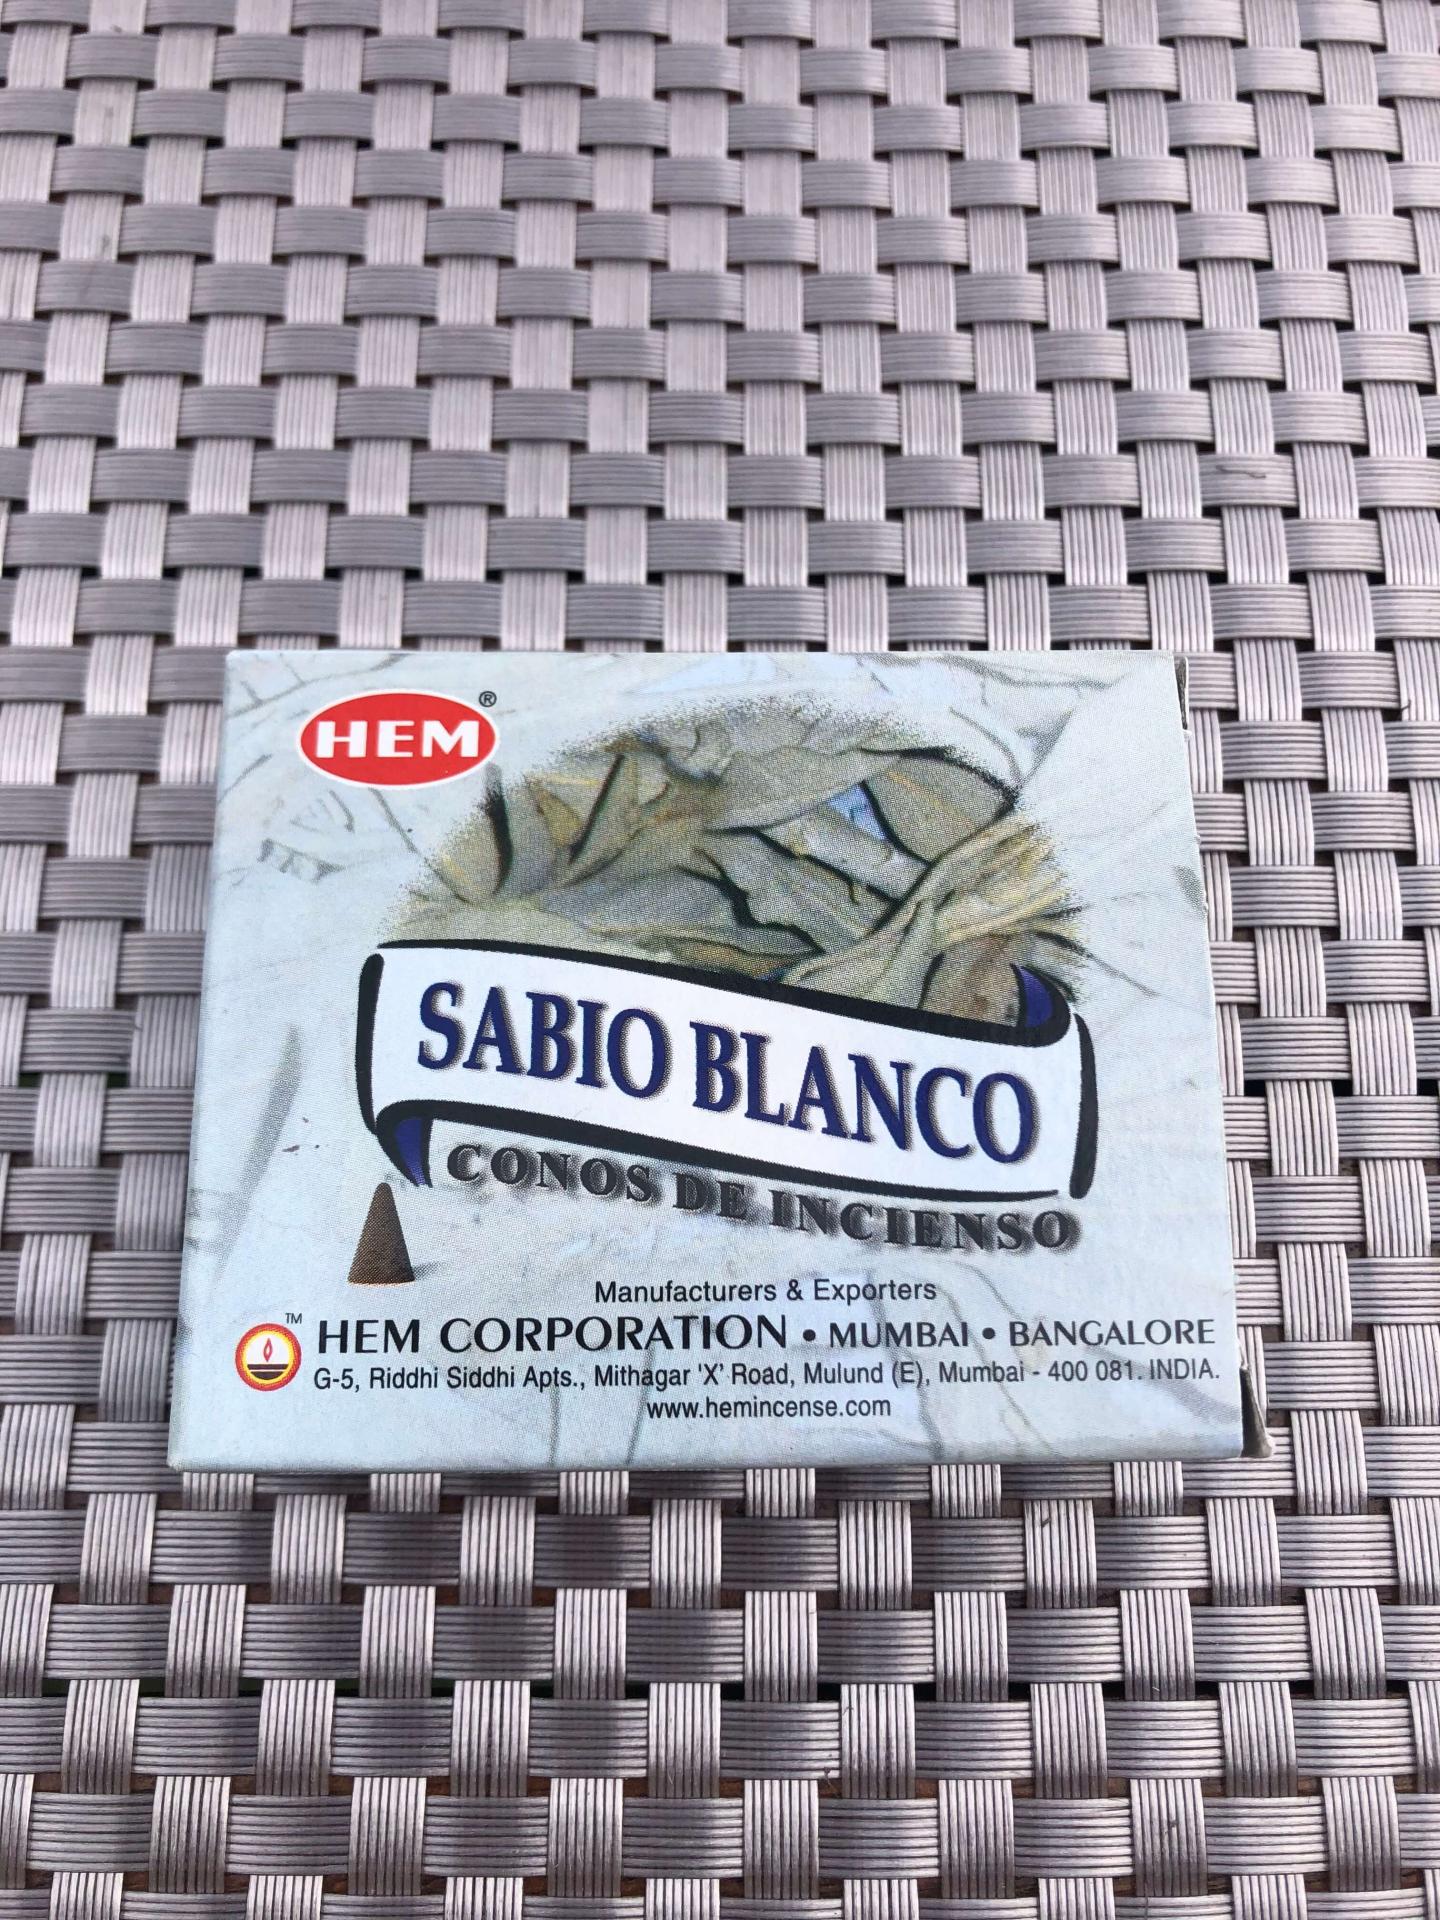 HEM®
SABIO BLANCO
CONOS DE INCIENSO
Manufacturers & Exporters
™ HEM CORPORATION • MUMBAI • BANGALORE
G-5, Riddhi Siddhi Apts., Mithagar 'X' Road, Mulund (E), Mumbai - 400 081. INDIA.
www.hemincense.com